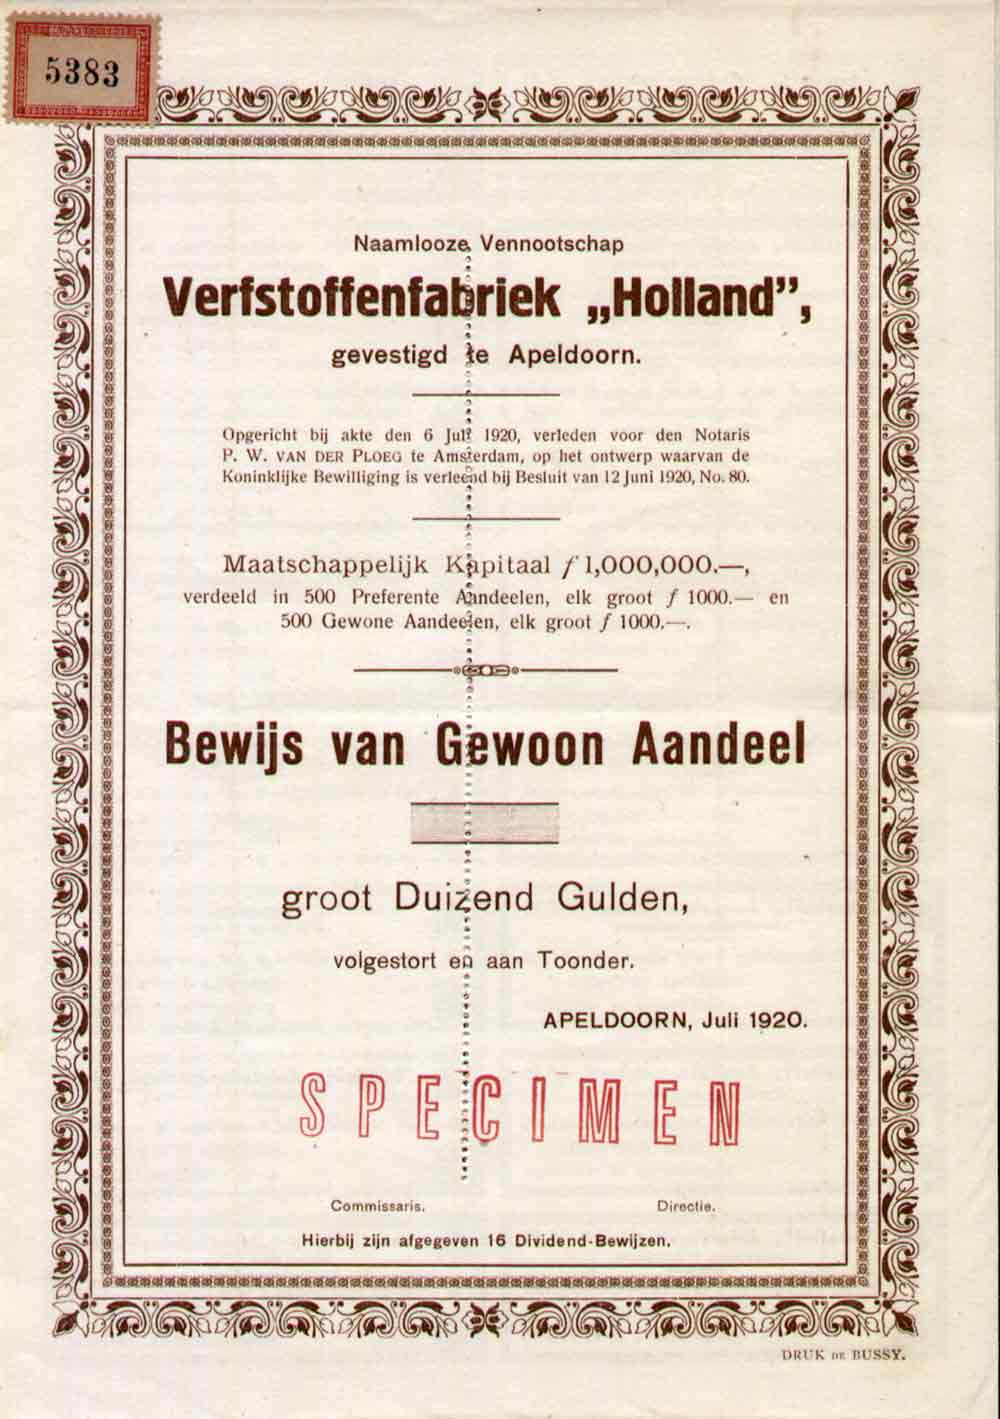 5383
Naamlooze Vennootschap
Verfstoffenfabriek „Holland”,
gevestigd te Apeldoorn.
Opgericht bij akte den 6 Juli 1920, verleden voor den Notaris
P. W. VAN DER PLOEG te Amsterdam, op het ontwerp waarvan de
Koninklijke Bewilliging is verleend bij Besluit van 12 Juni 1920, No. 80.
Maatschappelijk Kapitaal ƒ 1,000,000.—,
verdeeld in 500 Preferente Aandeelen, elk groot ƒ 1000.— en
500 Gewone Aandeelen, elk groot ƒ 1000.—.
Bewijs van Gewoon Aandeel
groot Duizend Gulden,
volgestort en aan Toonder.
APELDOORN, Juli 1920.
SPECIMEN
Commissaris. Directie.
Hierbij zijn afgegeven 16 Dividend-Bewijzen.
DRUK DE BUSSY.